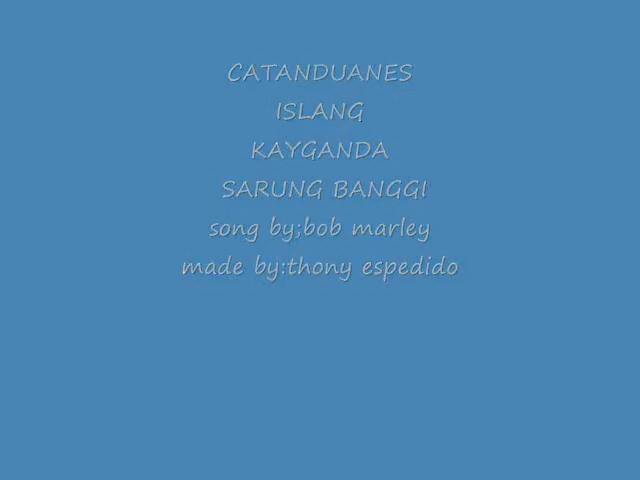 CATANDUANES
ISLANG
KAYGANDA
SARUNG BANGGI
song by;bob marley
made by:thony espedido